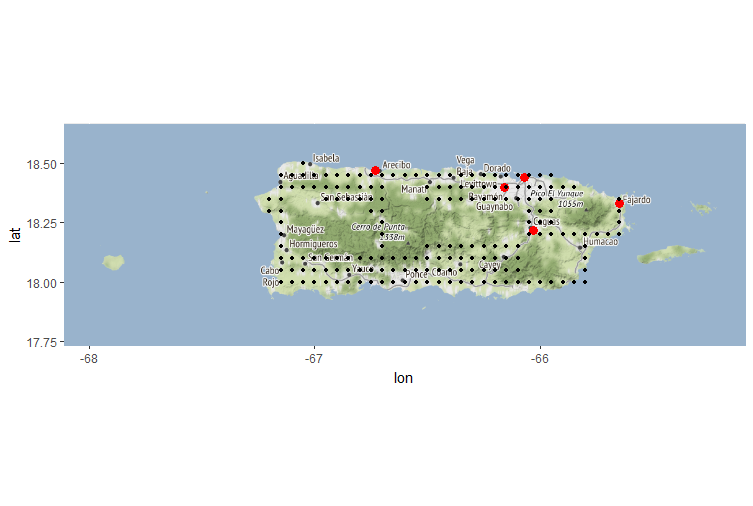 18.50
18.25
18.00
17.75
lat
-68
-67
-66
lon
Isabela
Aguadilla
San Sebastián
Arecibo
Manatí
Vega
Baja
Dorado
Levittown
Bayamón
Guaynabo
Pico El Yunque
1055m
Fajardo
Mayagüez
Hormigueros
San Germán
Cabo
Rojo
Cerro de Punta
1338m
Yauco
Ponce
Coamo
Cayey
Caguas
Humacao